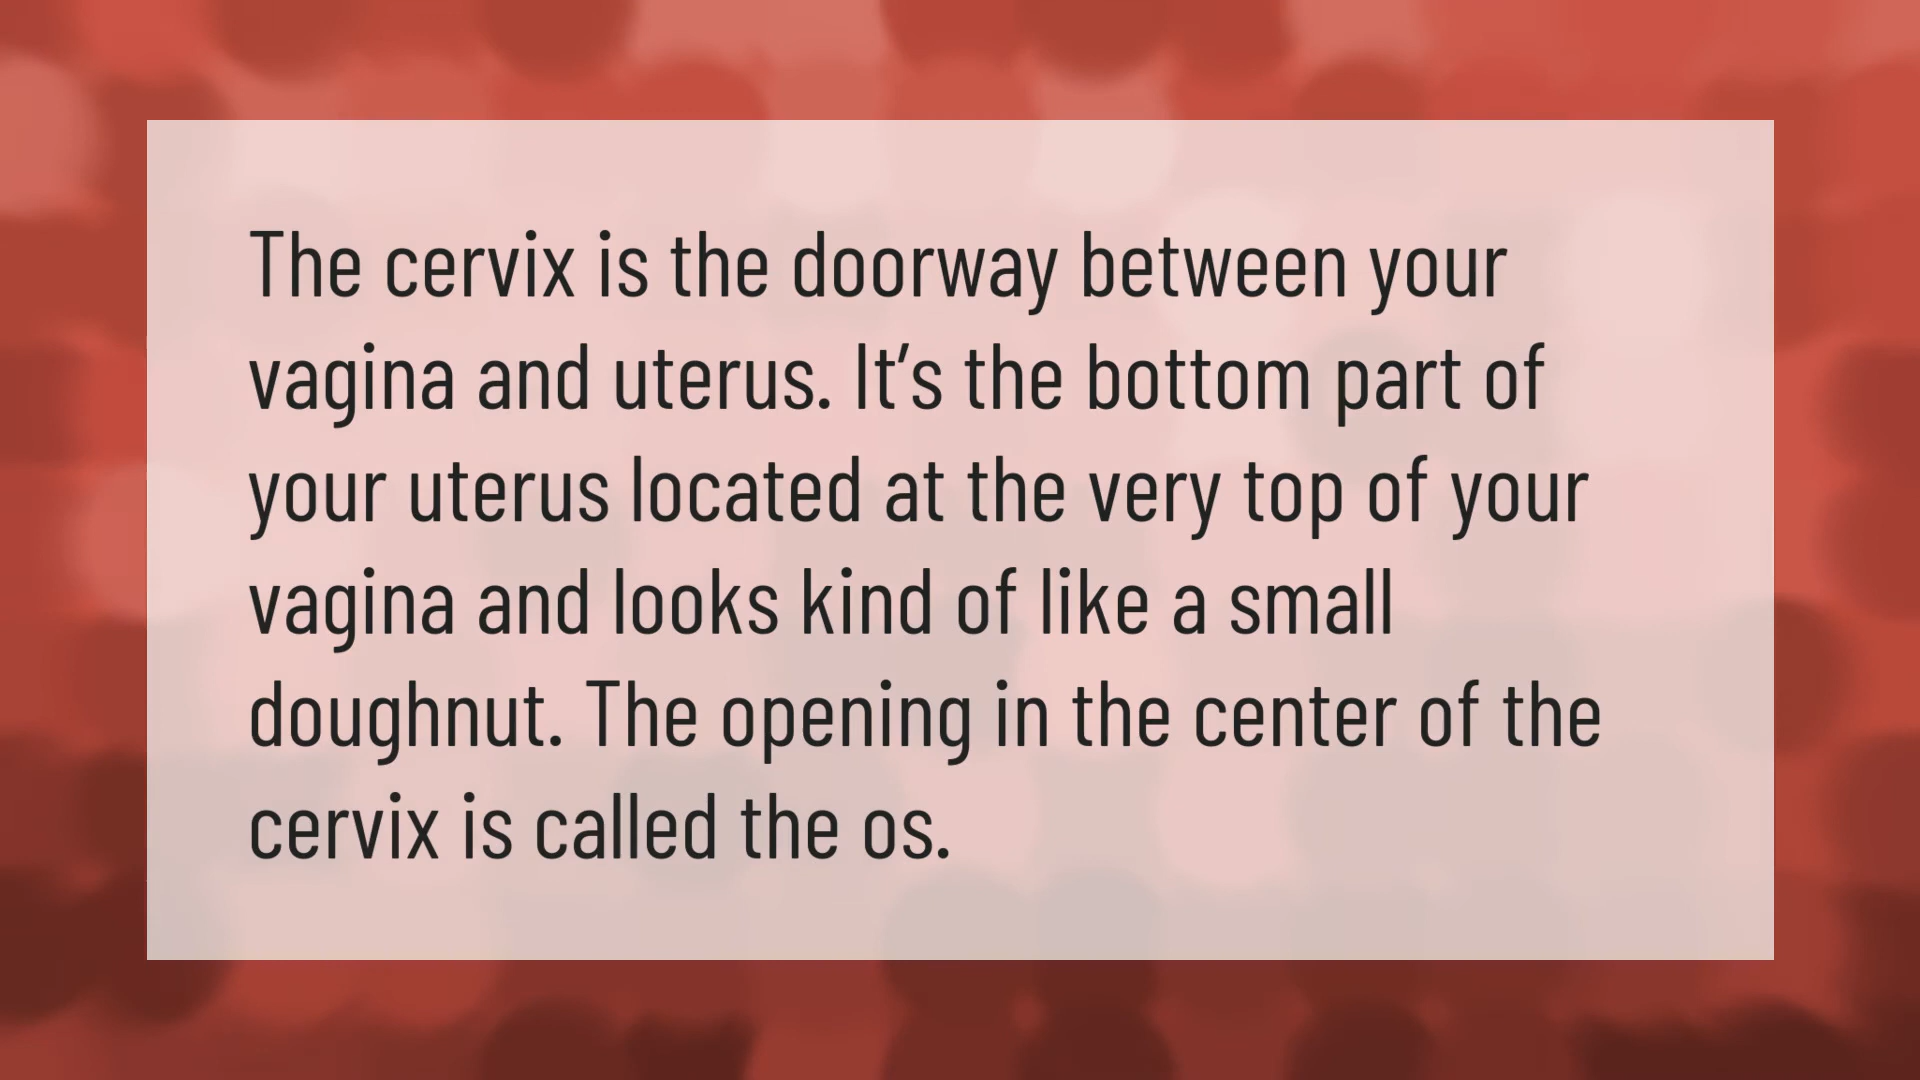 The cervix is the doorway between your
vagina and uterus. It’s the bottom part of
your uterus located at the very top of your
vagina and looks kind of like a small
doughnut. The opening in the center of the
cervix is called the os.